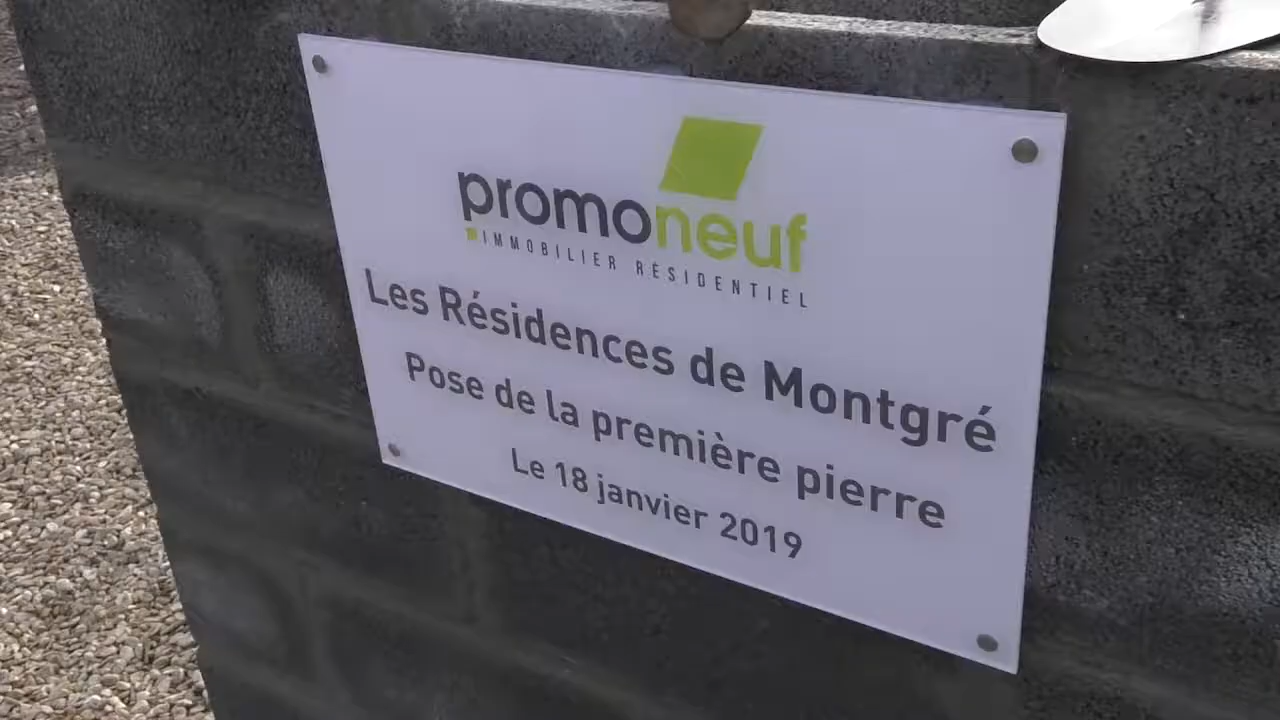 promoneuf
IMMOBILIER RÉSIDENTIEL
Les Résidences de Montgré
Pose de la première pierre
Le 18 janvier 2019